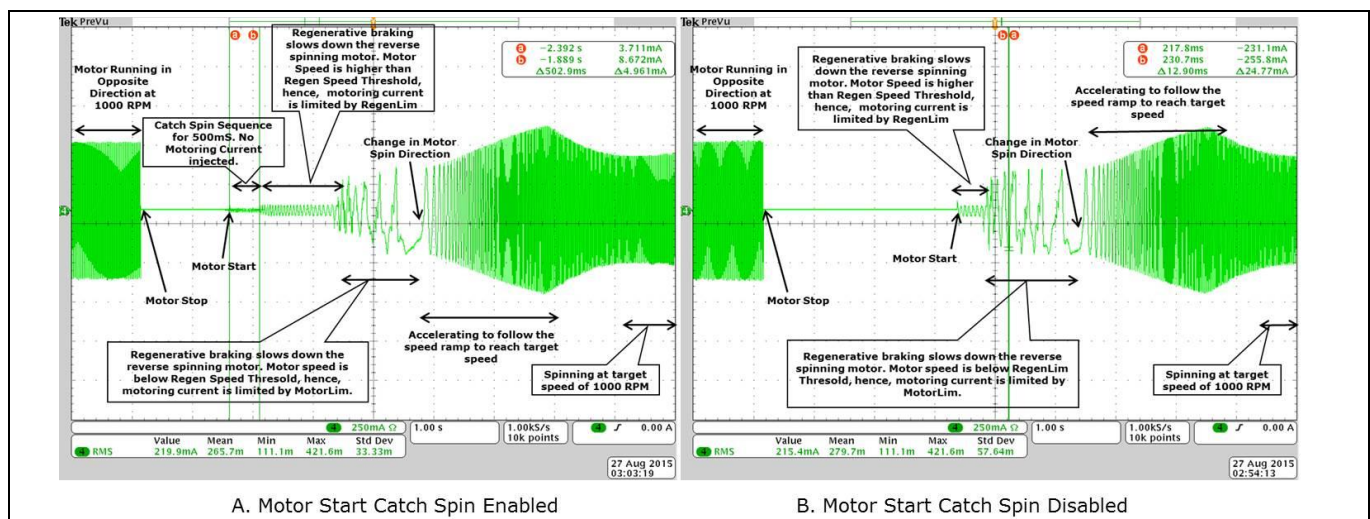 Tek PreVu
a b
Motor Running in
Opposite
Direction at
1000 RPM
Regenerative braking
slows down the reverse
spinning motor. Motor
Speed is higher than
Regen Speed Threshold,
hence, motoring current
is limited by RegenLim
a -2.392 s 3.711mA
b -1.889 s 8.672mA
Δ502.9ms Δ4.961mA
Catch Spin Sequence
for 500mS. No
Motoring Current
injected.
Change in Motor
Spin Direction
4
Motor Start
Motor Stop
Accelerating to follow the
speed ramp to reach target
speed
Regenerative braking slows down the
reverse spinning motor. Motor speed is
below Regen Speed Thresold, hence,
motoring current is limited by MotorLim.
Spinning at target
speed of 1000 RPM
4 250mA Ω
1.00 s
1.00kS/s
10k points
4 0.00 A
Value Mean Min Max Std Dev
4 RMS 219.9mA 265.7m 111.1m 421.6m 33.33m
27 Aug 2015
03:03:19
A. Motor Start Catch Spin Enabled
Tek PreVu
b a
Motor Running in
Opposite
Direction at
1000 RPM
Regenerative braking slows
down the reverse spinning
motor. Motor Speed is higher
than Regen Speed Threshold,
hence, motoring current is
limited by RegenLim
a 217.8ms -231.1mA
b 230.7ms -255.8mA
Δ12.90ms Δ24.77mA
Accelerating to follow the
speed ramp to reach target
speed
Change in Motor
Spin Direction
4
Motor Start
Motor Stop
Regenerative braking slows down the reverse
spinning motor. Motor speed is below RegenLim
Thresold, hence, motoring current is limited by
MotorLim.
Spinning at target
speed of 1000 RPM
4 250mA Ω
1.00 s
1.00kS/s
10k points
4 0.00 A
Value Mean Min Max Std Dev
4 RMS 215.4mA 279.7m 111.1m 421.6m 57.64m
27 Aug 2015
02:54:13
B. Motor Start Catch Spin Disabled